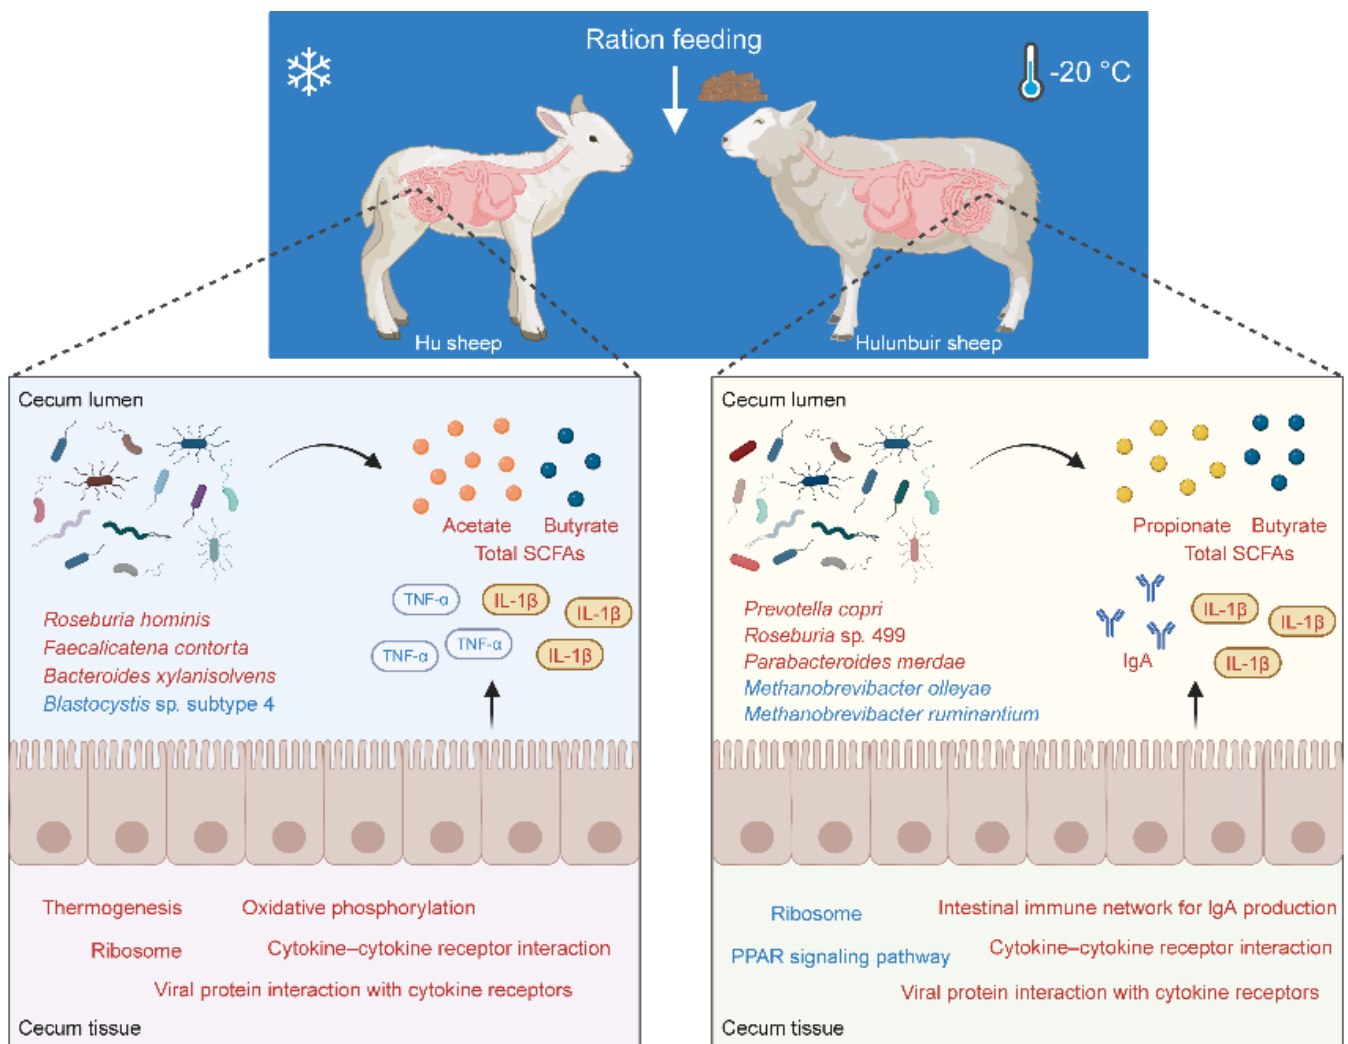 Ration feeding
-20 °C
Hu sheep
Hulunbuir sheep
Cecum lumen
Acetate
Butyrate
Total SCFAs
TNF-α
IL-1β
IL-1β
TNF-α
TNF-α
IL-1β
Roseburia hominis
Faecalicatena contorta
Bacteroides xylanisolvens
Blastocystis sp. subtype 4
Thermogenesis
Oxidative phosphorylation
Ribosome
Cytokine–cytokine receptor interaction
Viral protein interaction with cytokine receptors
Cecum tissue
Cecum lumen
Propionate
Butyrate
Total SCFAs
IgA
IL-1β
IL-1β
IL-1β
Prevotella copri
Roseburia sp. 499
Parabacteroides merdae
Methanobrevibacter olleyae
Methanobrevibacter ruminantium
Ribosome
Intestinal immune network for IgA production
PPAR signaling pathway
Cytokine–cytokine receptor interaction
Viral protein interaction with cytokine receptors
Cecum tissue